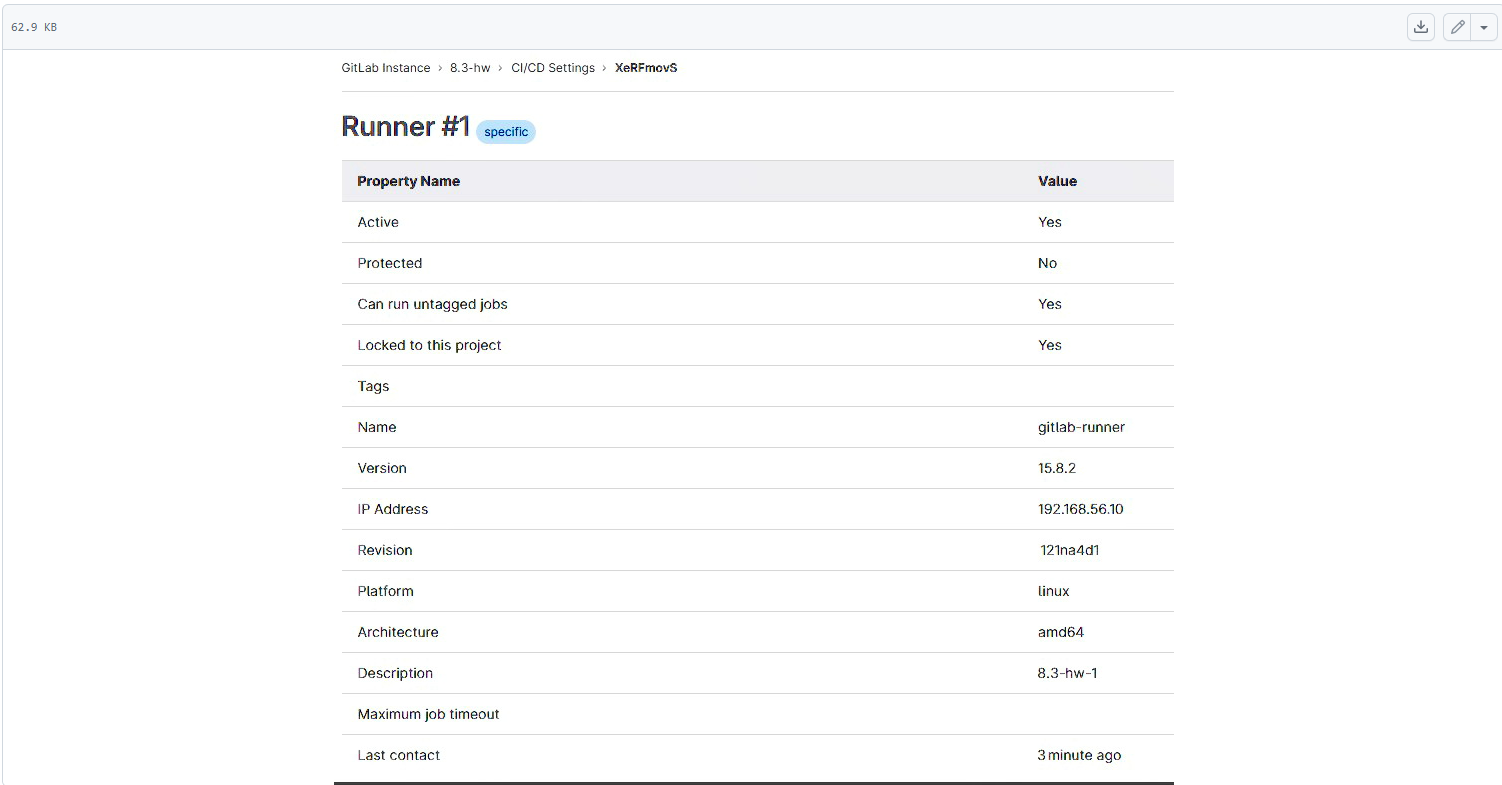 62.9 KB
GitLab Instance › 8.3-hw › CI/CD Settings › XeRFmovS
Runner #1 specific
Property Name Value
Active Yes
Protected No
Can run untagged jobs Yes
Locked to this project Yes
Tags
Name gitlab-runner
Version 15.8.2
IP Address 192.168.56.10
Revision 121na4d1
Platform linux
Architecture amd64
Description 8.3-hw-1
Maximum job timeout
Last contact 3 minute ago